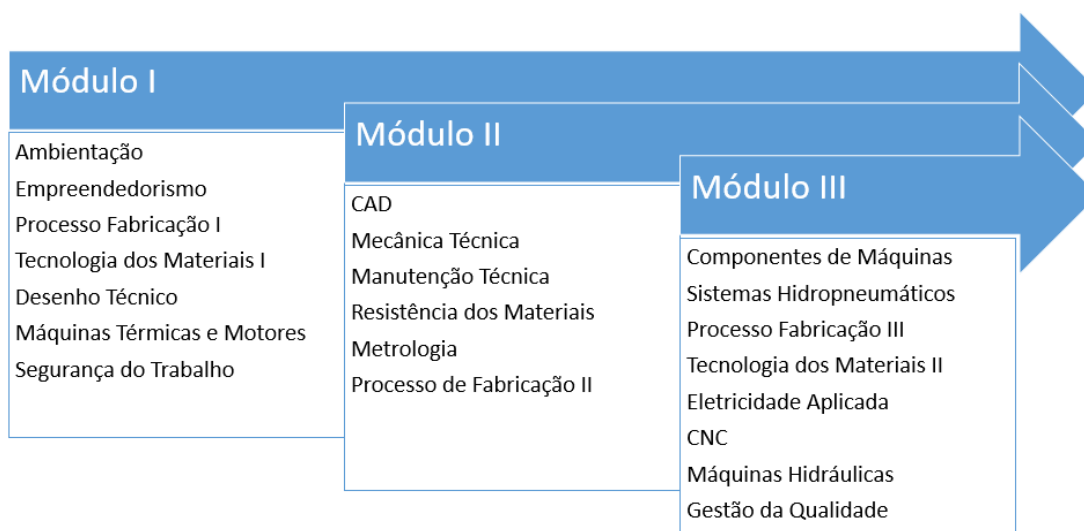 Módulo I
Ambientação
Empreendedorismo
Processo Fabricação I
Tecnologia dos Materiais I
Desenho Técnico
Máquinas Térmicas e Motores
Segurança do Trabalho
Módulo II
CAD
Mecânica Técnica
Manutenção Técnica
Resistência dos Materiais
Metrologia
Processo de Fabricação II
Módulo III
Componentes de Máquinas
Sistemas Hidropneumáticos
Processo Fabricação III
Tecnologia dos Materiais II
Eletricidade Aplicada
CNC
Máquinas Hidráulicas
Gestão da Qualidade